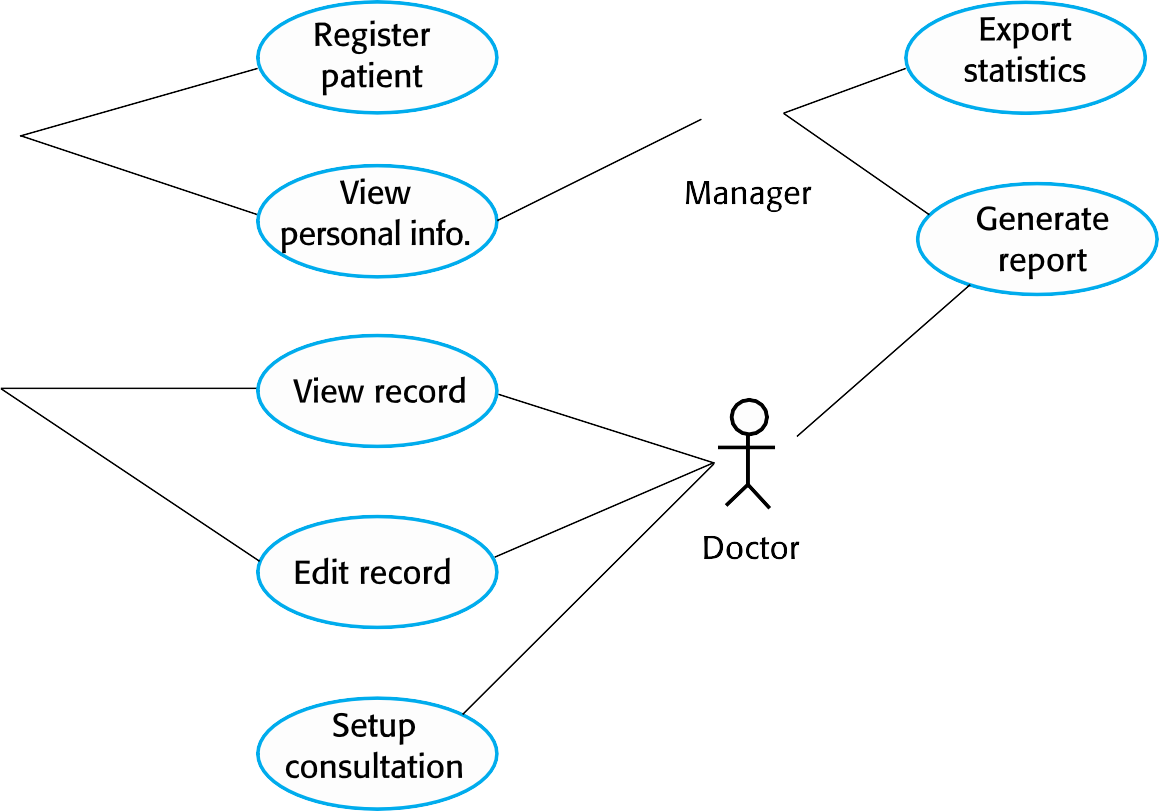 Register
patient
Export
statistics
View
personal info.
Manager
Generate
report
View record
Doctor
Edit record
Setup
consultation